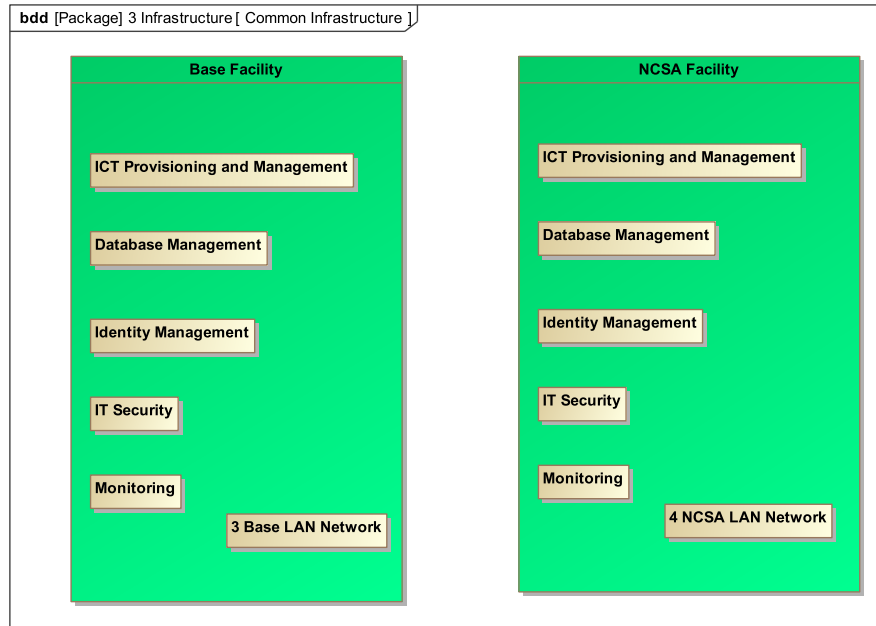 bdd [Package] 3 Infrastructure [ Common Infrastructure ]
Base Facility
ICT Provisioning and Management
Database Management
Identity Management
IT Security
Monitoring
3 Base LAN Network
NCSA Facility
ICT Provisioning and Management
Database Management
Identity Management
IT Security
Monitoring
4 NCSA LAN Network